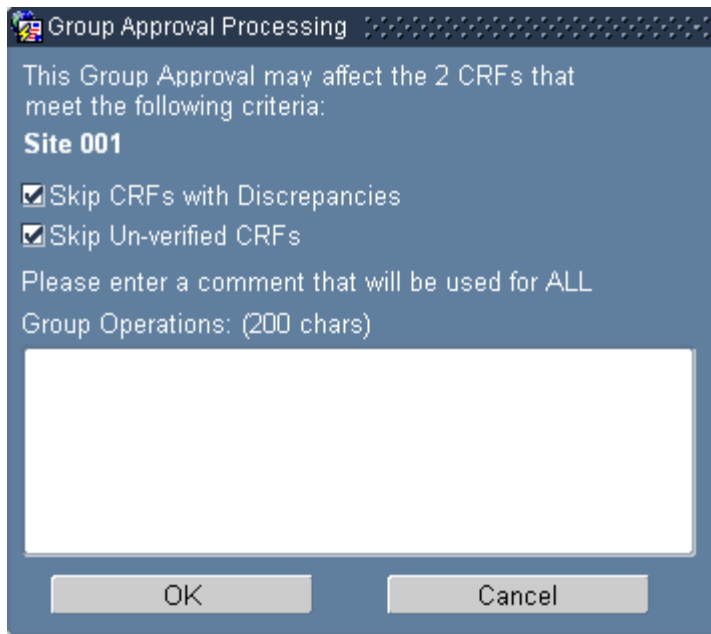 Group Approval Processing
This Group Approval may affect the 2 CRFs that
meet the following criteria:
Site 001
Skip CRFs with Discrepancies
Skip Un-verified CRFs
Please enter a comment that will be used for ALL
Group Operations: (200 chars)
OK
Cancel